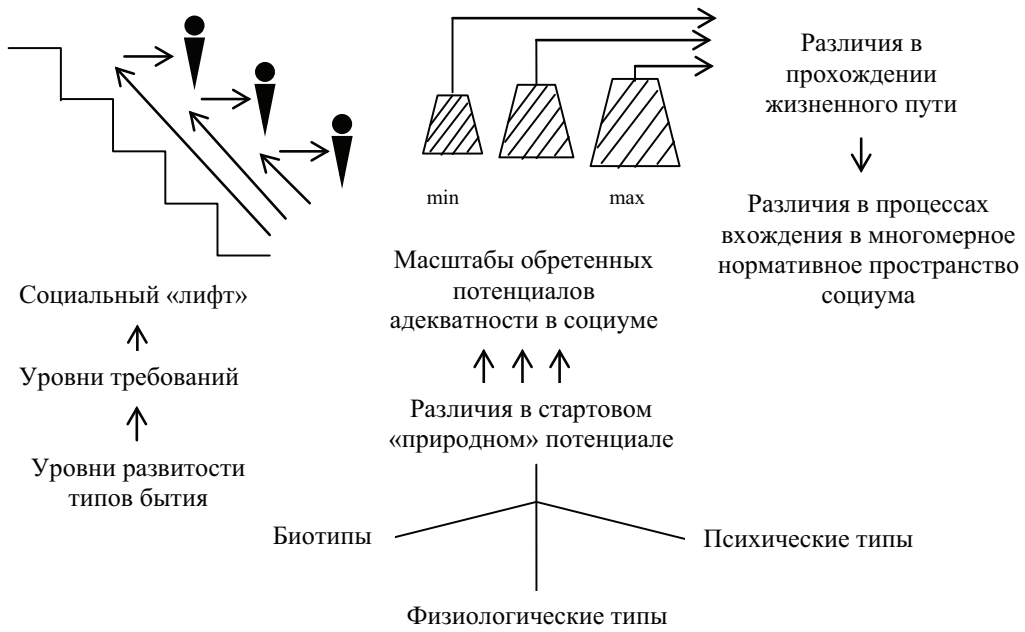 Различия в
прохождении
жизненного пути
min
max
Различия в процессах
вхождения в многомерное
нормативное пространство
социума
Масштабы обретенных
потенциалов
адекватности в социуме
Социальный «лифт»
Уровни требований
Различия в стартовом
«природном» потенциале
Уровни развитости
типов бытия
Биотипы
Психические типы
Физиологические типы